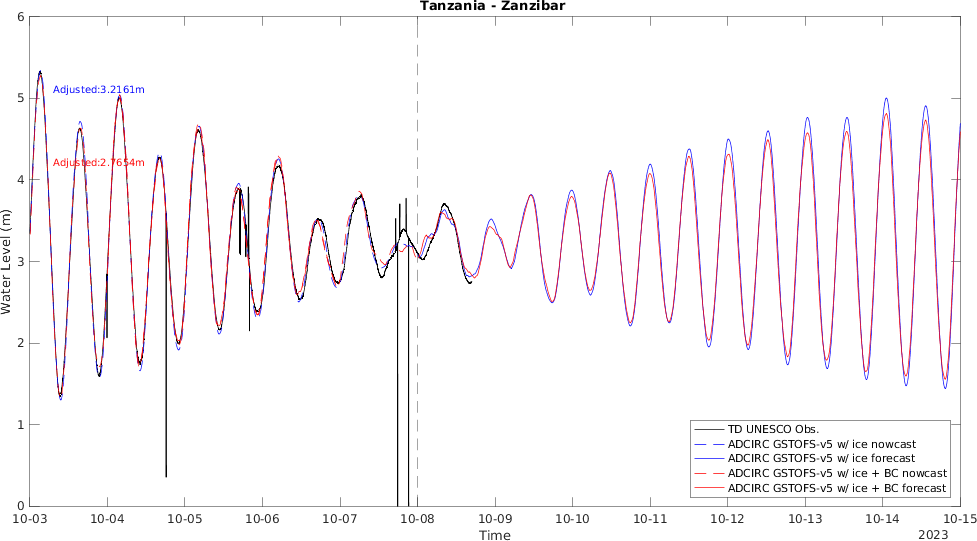 Tanzania - Zanzibar
Water Level (m)
6
5
4
3
2
1
0
Adjusted:3.2161m
Adjusted:2.7654m
TD UNESCO Obs.
ADCIRC GSTOFS-v5 w/ ice nowcast
ADCIRC GSTOFS-v5 w/ ice forecast
ADCIRC GSTOFS-v5 w/ ice + BC nowcast
ADCIRC GSTOFS-v5 w/ ice + BC forecast
10-03 10-04 10-05 10-06 10-07 10-08 10-09 10-10 10-11 10-12 10-13 10-14 10-15
Time
2023